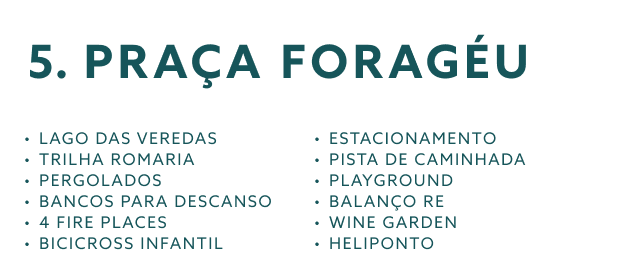 5. PRAÇA FORAGÉU
• LAGO DAS VEREDAS
• TRILHA ROMARIA
• PERGOLADOS
• BANCOS PARA DESCANSO
• 4 FIRE PLACES
• BICICROSS INFANTIL
• ESTACIONAMENTO
• PISTA DE CAMINHADA
• PLAYGROUND
• BALANÇO RE
• WINE GARDEN
• HELIPONTO